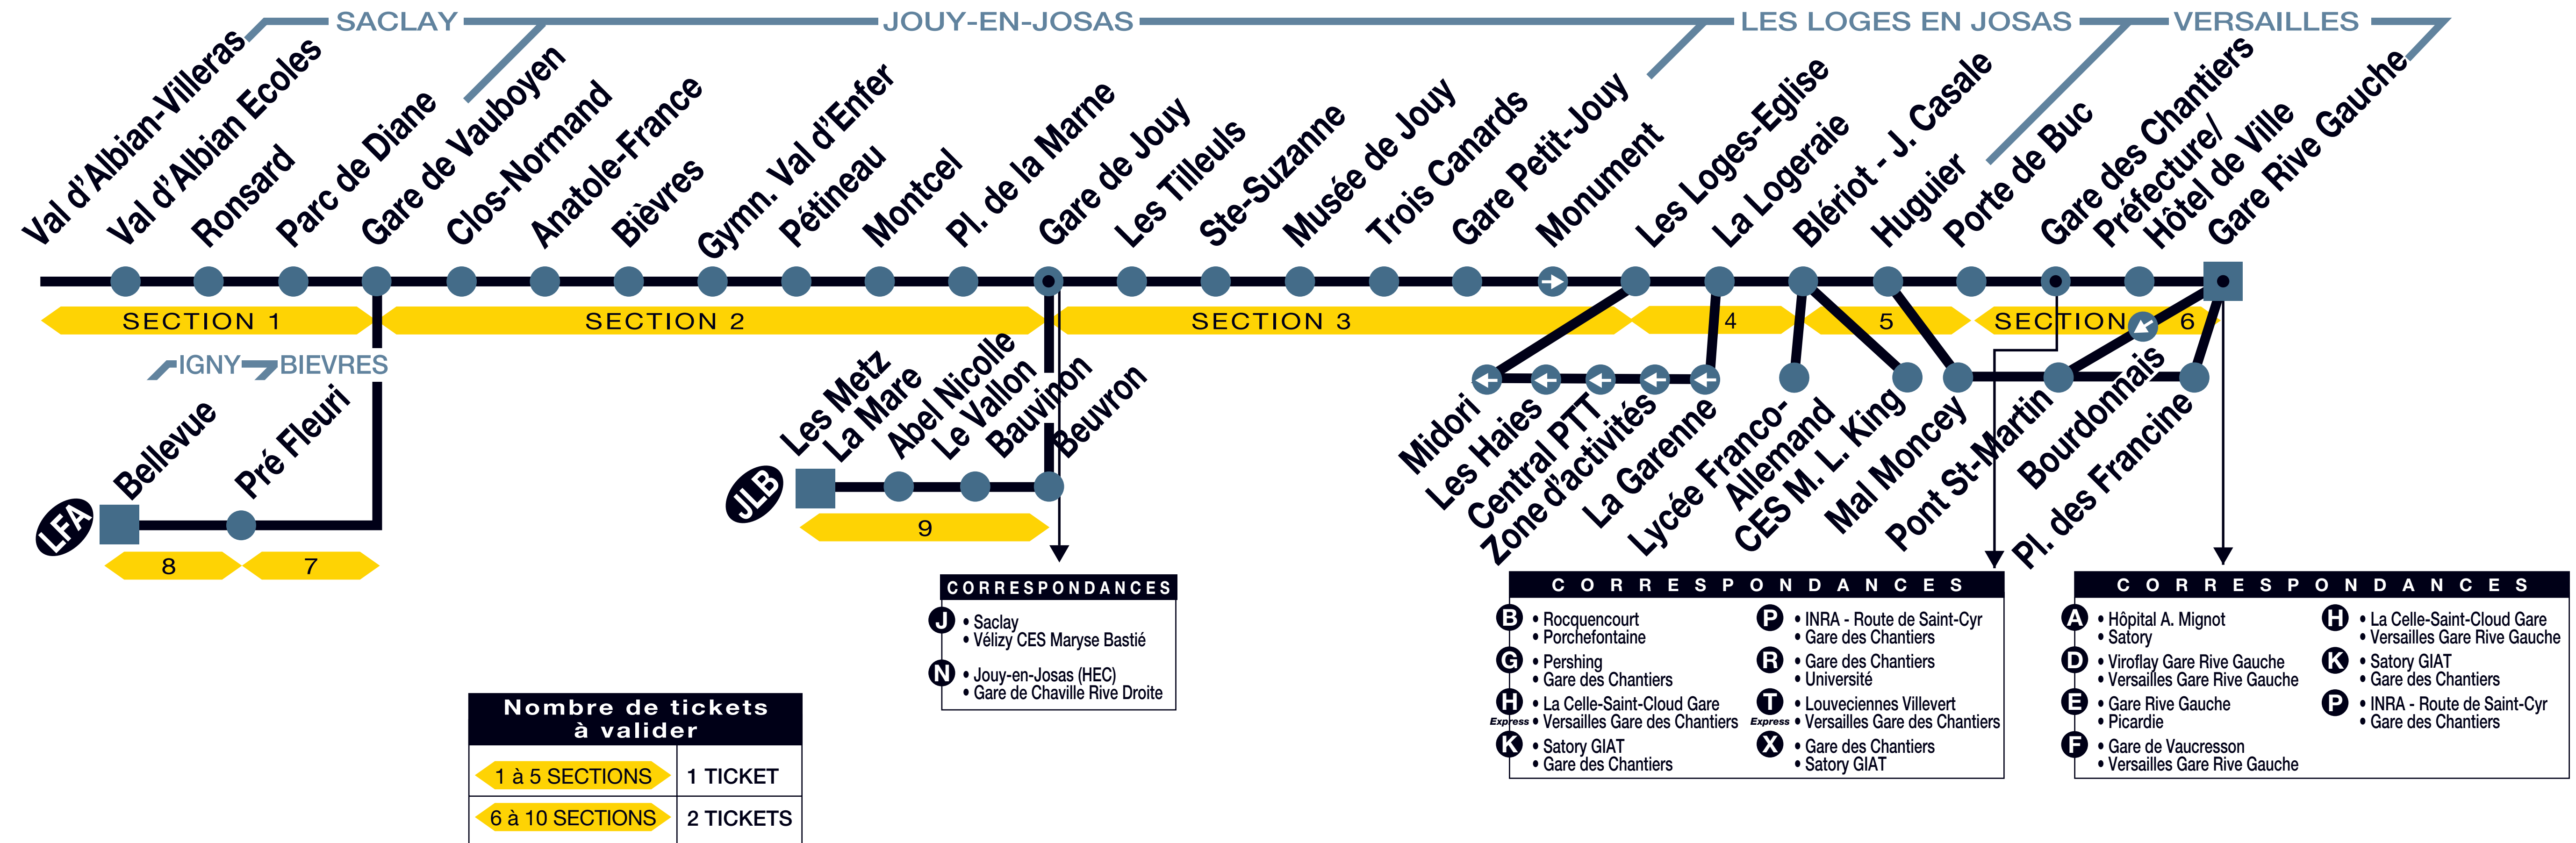 SACLAY
JOUY-EN-JOSAS
LES LOGES EN JOSAS
VERSAILLES
Val d'Albian-Villeras
Val d'Albian Ecoles
Ronsard
Parc de Diane
Gare de Vauboyen
Clos-Normand
Anatole-France
Bièvres
Gymn. Val d'Enfer
Pétineau
Montcel
Pl. de la Marne
Gare de Jouy
Les Tilleuls
Ste-Suzanne
Musée de Jouy
Trois Canards
Gare Petit-Jouy
Monument
Les Loges-Eglise
La Logeraie
Blériot - J. Casale
Huguier
Porte de Buc
Gare des Chantiers
Préfecture/
Hôtel de Ville
Gare Rive Gauche
SECTION 1
SECTION 2
SECTION 3
4
5
SECTION 6
IGNY
BIEVRES
Bellevue
Pré Fleuri
LFA
8
7
Les Metz
La Mare
Abel Nicolle
Le Vallon
Bauvinon
Beuvron
JLB
9
Midori
Les Haies
Central PTT
Zone d'activités
La Garenne
Lycée Franco-
Allemand
CES M. L. King
Mal Moncey
Pont St-Martin
Bourdonnais
Pl. des Francine
CORRESPONDANCES
J
• Saclay
• Vélizy CES Maryse Bastié
N
• Jouy-en-Josas (HEC)
• Gare de Chaville Rive Droite
CORRESPONDANCES
B
• Rocquencourt
• Porchefontaine
G
• Pershing
• Gare des Chantiers
H
Express
• La Celle-Saint-Cloud Gare
• Versailles Gare des Chantiers
K
• Satory GIAT
• Gare des Chantiers
P
• INRA - Route de Saint-Cyr
• Gare des Chantiers
R
• Gare des Chantiers
• Université
T
Express
• Louveciennes Villevert
• Versailles Gare des Chantiers
X
• Gare des Chantiers
• Satory GIAT
CORRESPONDANCES
A
• Hôpital A. Mignot
• Satory
D
• Viroflay Gare Rive Gauche
• Versailles Gare Rive Gauche
E
• Gare Rive Gauche
• Picardie
F
• Gare de Vaucresson
• Versailles Gare Rive Gauche
H
• La Celle-Saint-Cloud Gare
• Versailles Gare Rive Gauche
K
• Satory GIAT
• Gare des Chantiers
P
• INRA - Route de Saint-Cyr
• Gare des Chantiers
Nombre de tickets
à valider
1 à 5 SECTIONS 1 TICKET
6 à 10 SECTIONS 2 TICKETS